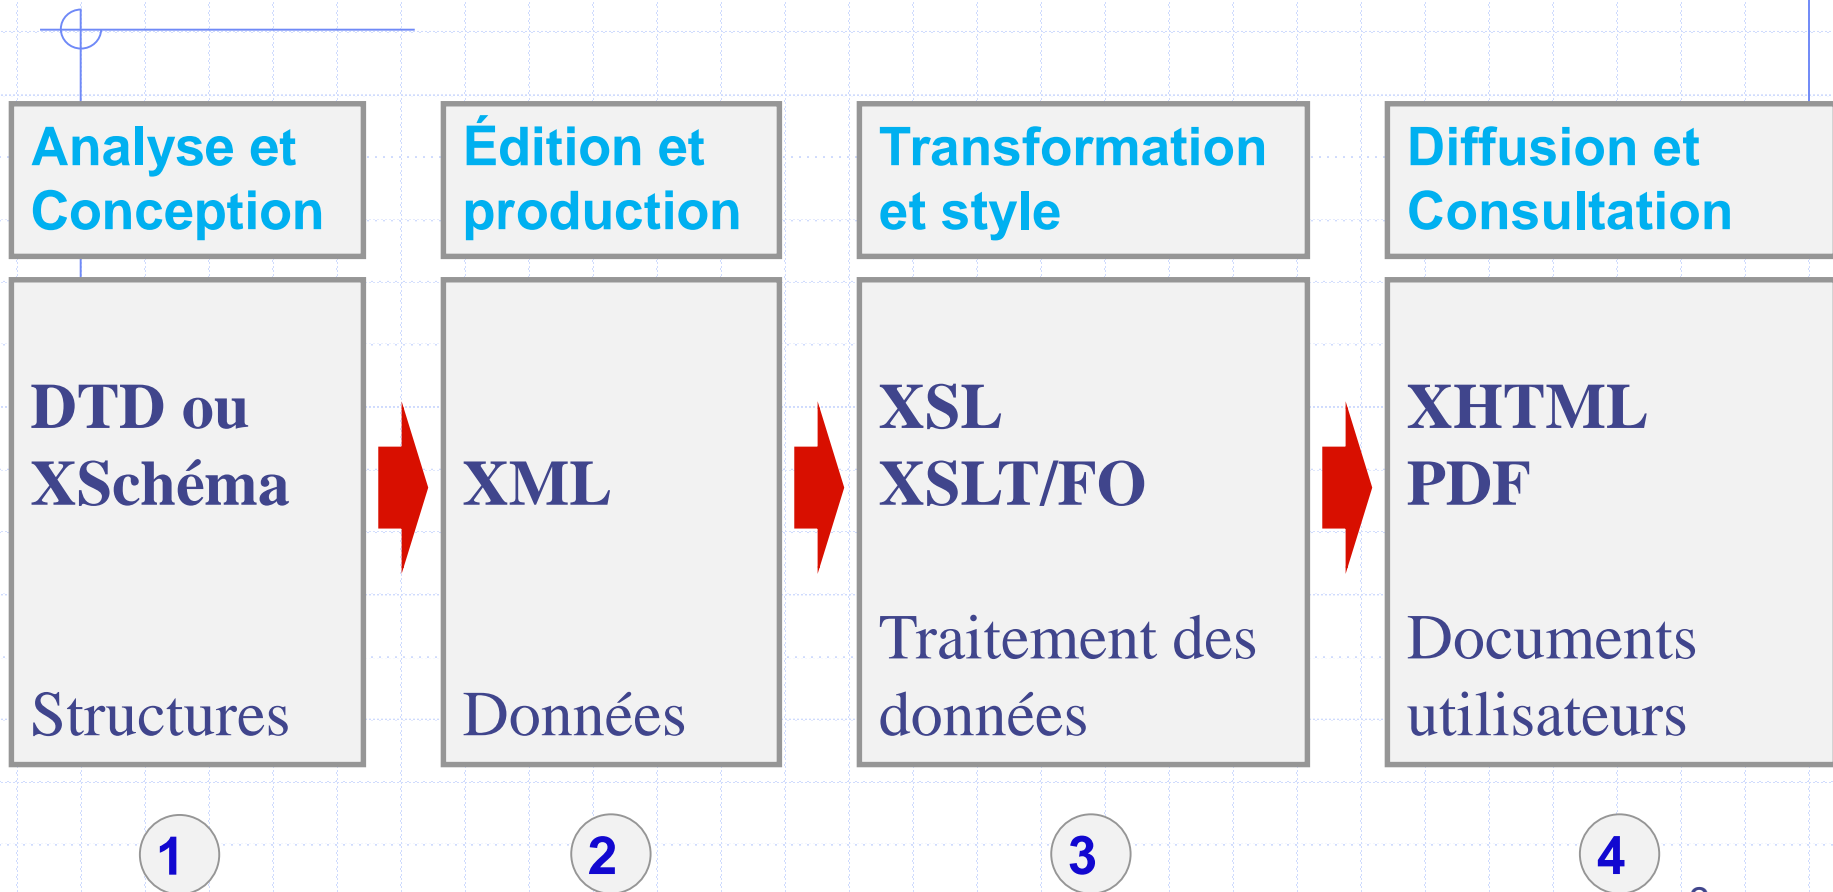 Analyse et
Conception
Édition et
production
Transformation
et style
Diffusion et
Consultation
DTD ou
XSchéma
Structures
XML
Données
XSL
XSLT/FO
Traitement des
données
XHTML
PDF
Documents
utilisateurs
1
2
3
4